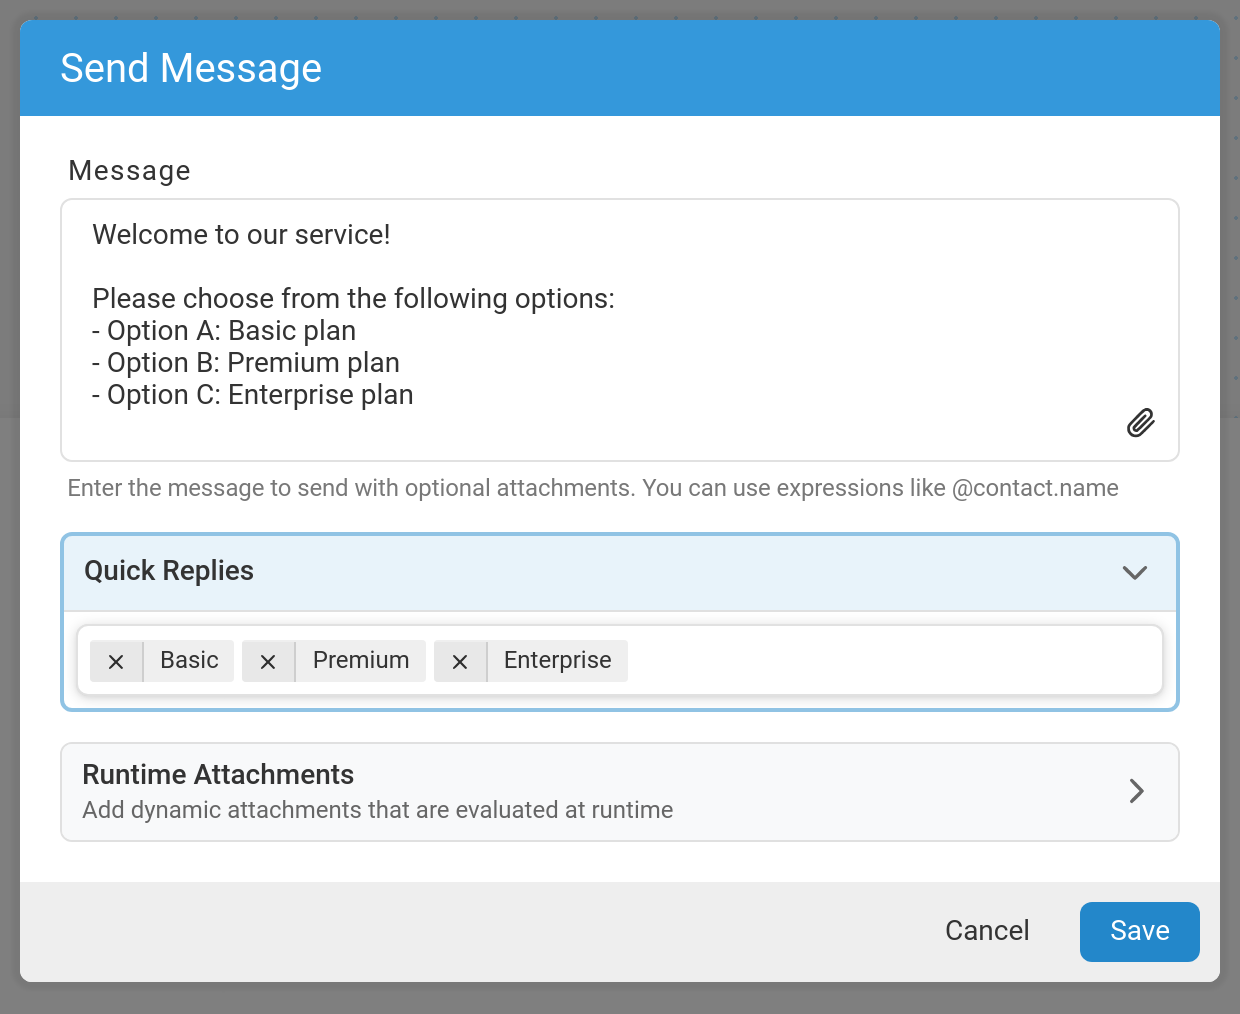 Send Message
Message
Welcome to our service!
Please choose from the following options:
- Option A: Basic plan
- Option B: Premium plan
- Option C: Enterprise plan
Enter the message to send with optional attachments. You can use expressions like @contact.name
Quick Replies
Basic Premium Enterprise
Runtime Attachments
Add dynamic attachments that are evaluated at runtime
Cancel Save